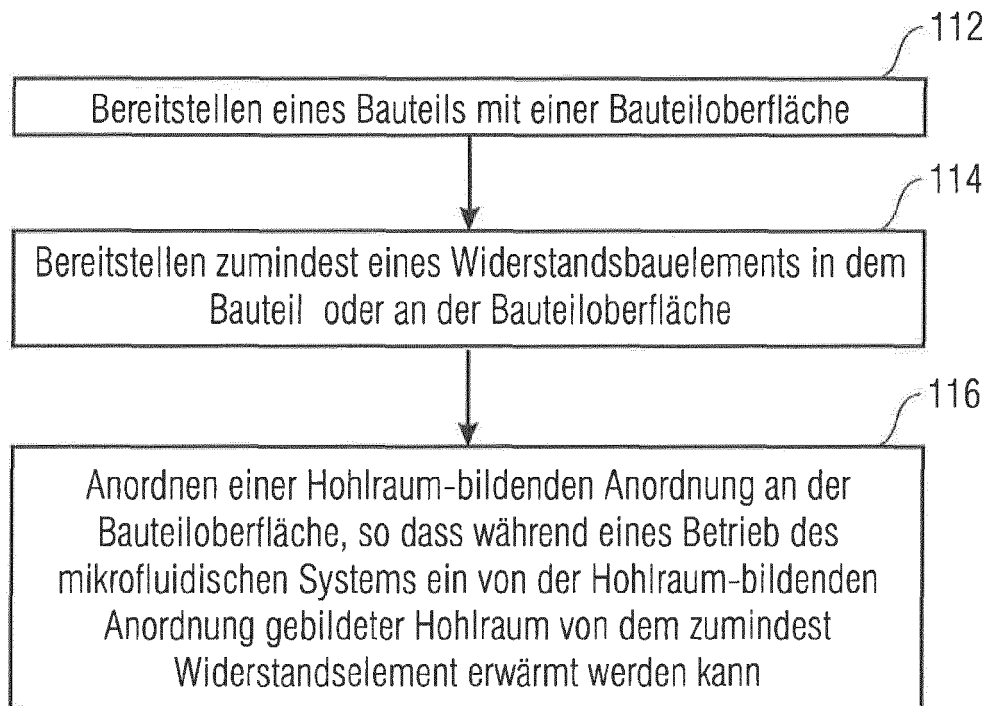 112
Bereitstellen eines Bauteils mit einer Bauteiloberfläche
114
Bereitstellen zumindest eines Widerstandsbauelements in dem
Bauteil oder an der Bauteiloberfläche
116
Anordnen einer Hohlraum-bildenden Anordnung an der
Bauteiloberfläche, so dass während eines Betrieb des
mikrofluidischen Systems ein von der Hohlraum-bildenden
Anordnung gebildeter Hohlraum von dem zumindest
Widerstandselement erwärmt werden kann